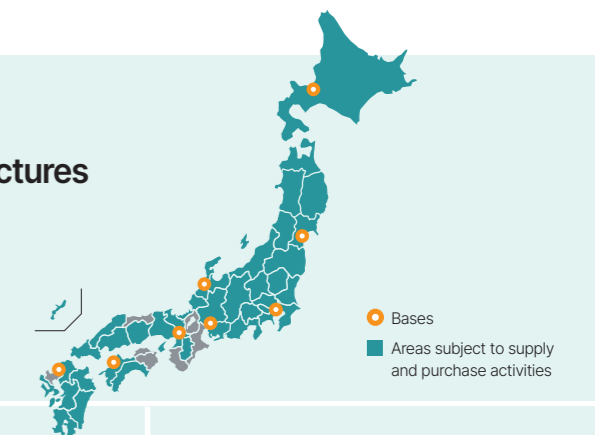 ctures
Bases
Areas subject to supply
and purchase activities